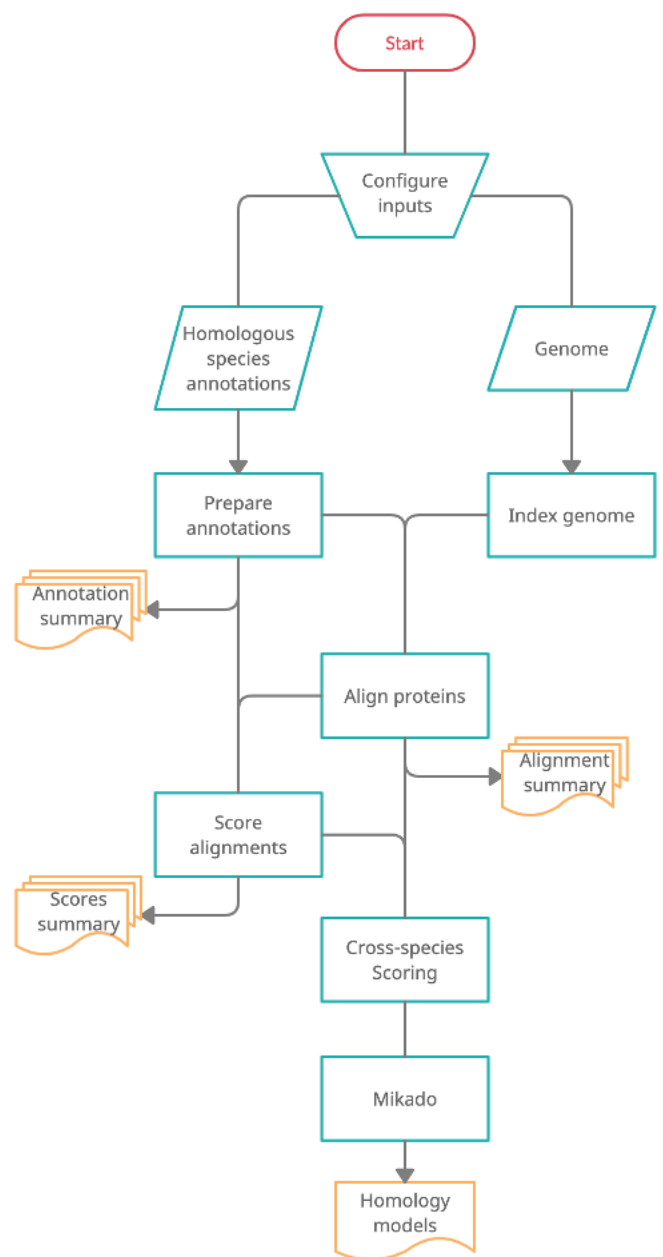 Start
Configure
inputs
Homologous
species
annotations
Genome
Prepare
annotations
Index genome
Annotation
summary
Align proteins
Alignment
summary
Score
alignments
Scores
summary
Cross-species
Scoring
Mikado
Homology
models